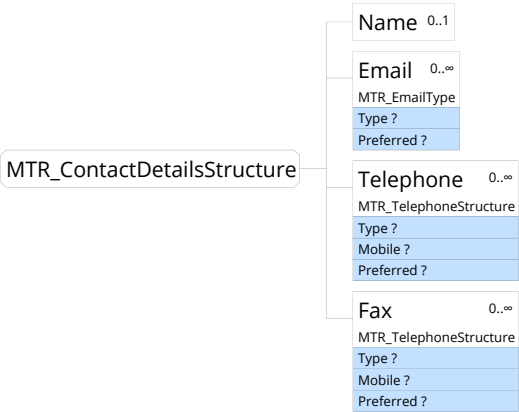 Name 0..1
Email 0..∞
MTR_EmailType
Type ?
Preferred ?
MTR_ContactDetailsStructure
Telephone 0..∞
MTR_TelephoneStructure
Type ?
Mobile ?
Preferred ?
Fax 0..∞
MTR_TelephoneStructure
Type ?
Mobile ?
Preferred ?